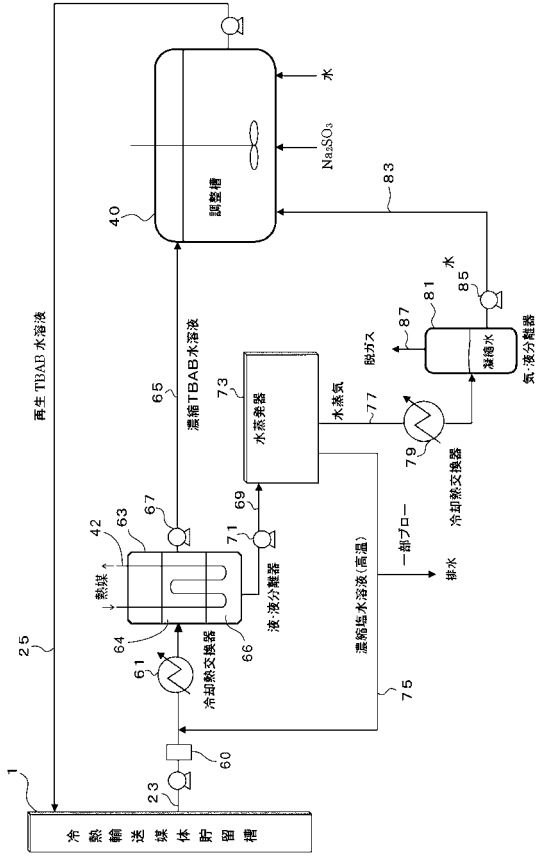 再生TBAB水溶液
25
1
冷熱輸送媒体貯留槽
23
60
61
冷却熱交換器
熱媒
42
63
64
66
67
液・液分離器
65
濃縮TBAB水溶液
40
調整槽
Na₂SO₃
水
69
71
73
水蒸発器
75
濃縮塩水溶液(高温)
一部ブロー
排水
水蒸気
77
79
冷却熱交換器
脱ガス
87
81
凝縮水
気・液分離器
水
85
83